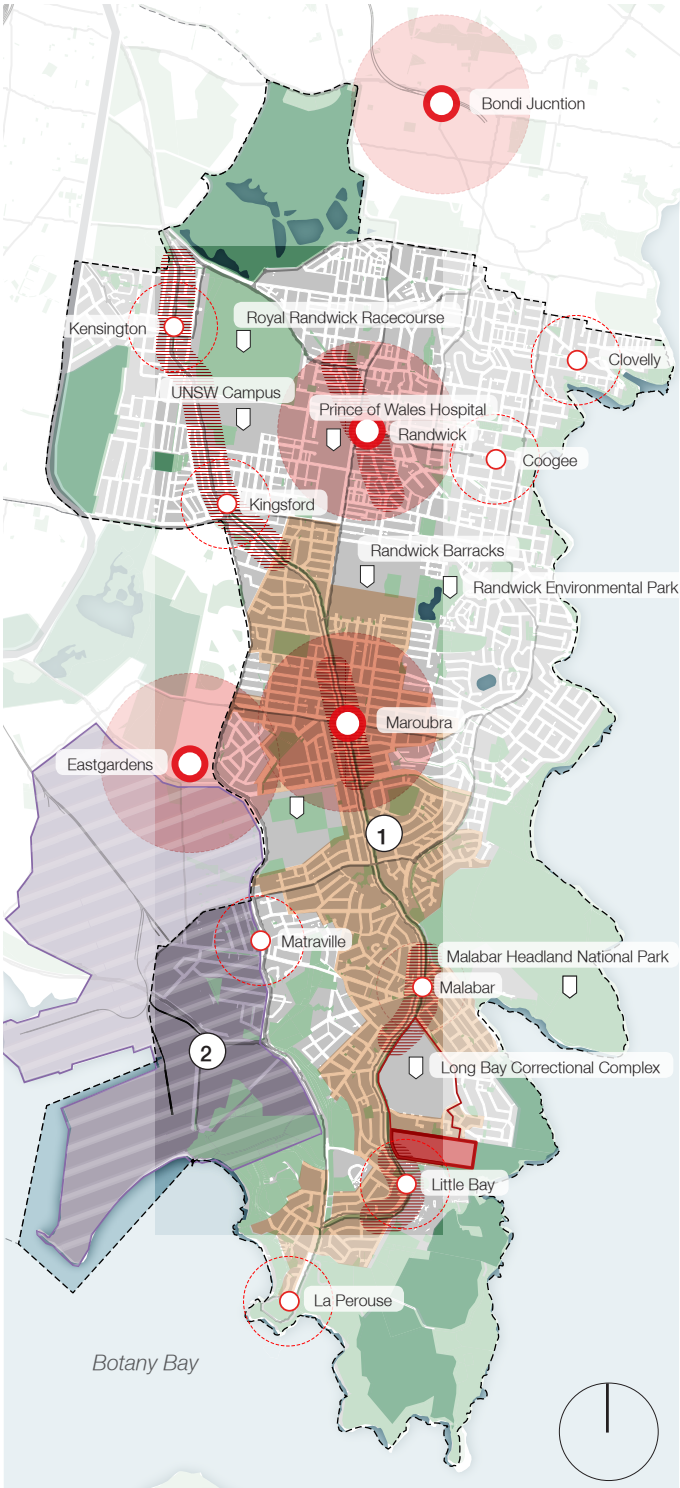 Bondi Jucntion
Royal Randwick Racecourse
Kensington
Clovelly
UNSW Campus
Prince of Wales Hospital
Randwick
Coogee
Kingsford
Randwick Barracks
Randwick Environmental Park
Maroubra
Eastgardens
1
Matraville
Malabar Headland National Park
Malabar
2
Long Bay Correctional Complex
Little Bay
La Perouse
Botany Bay